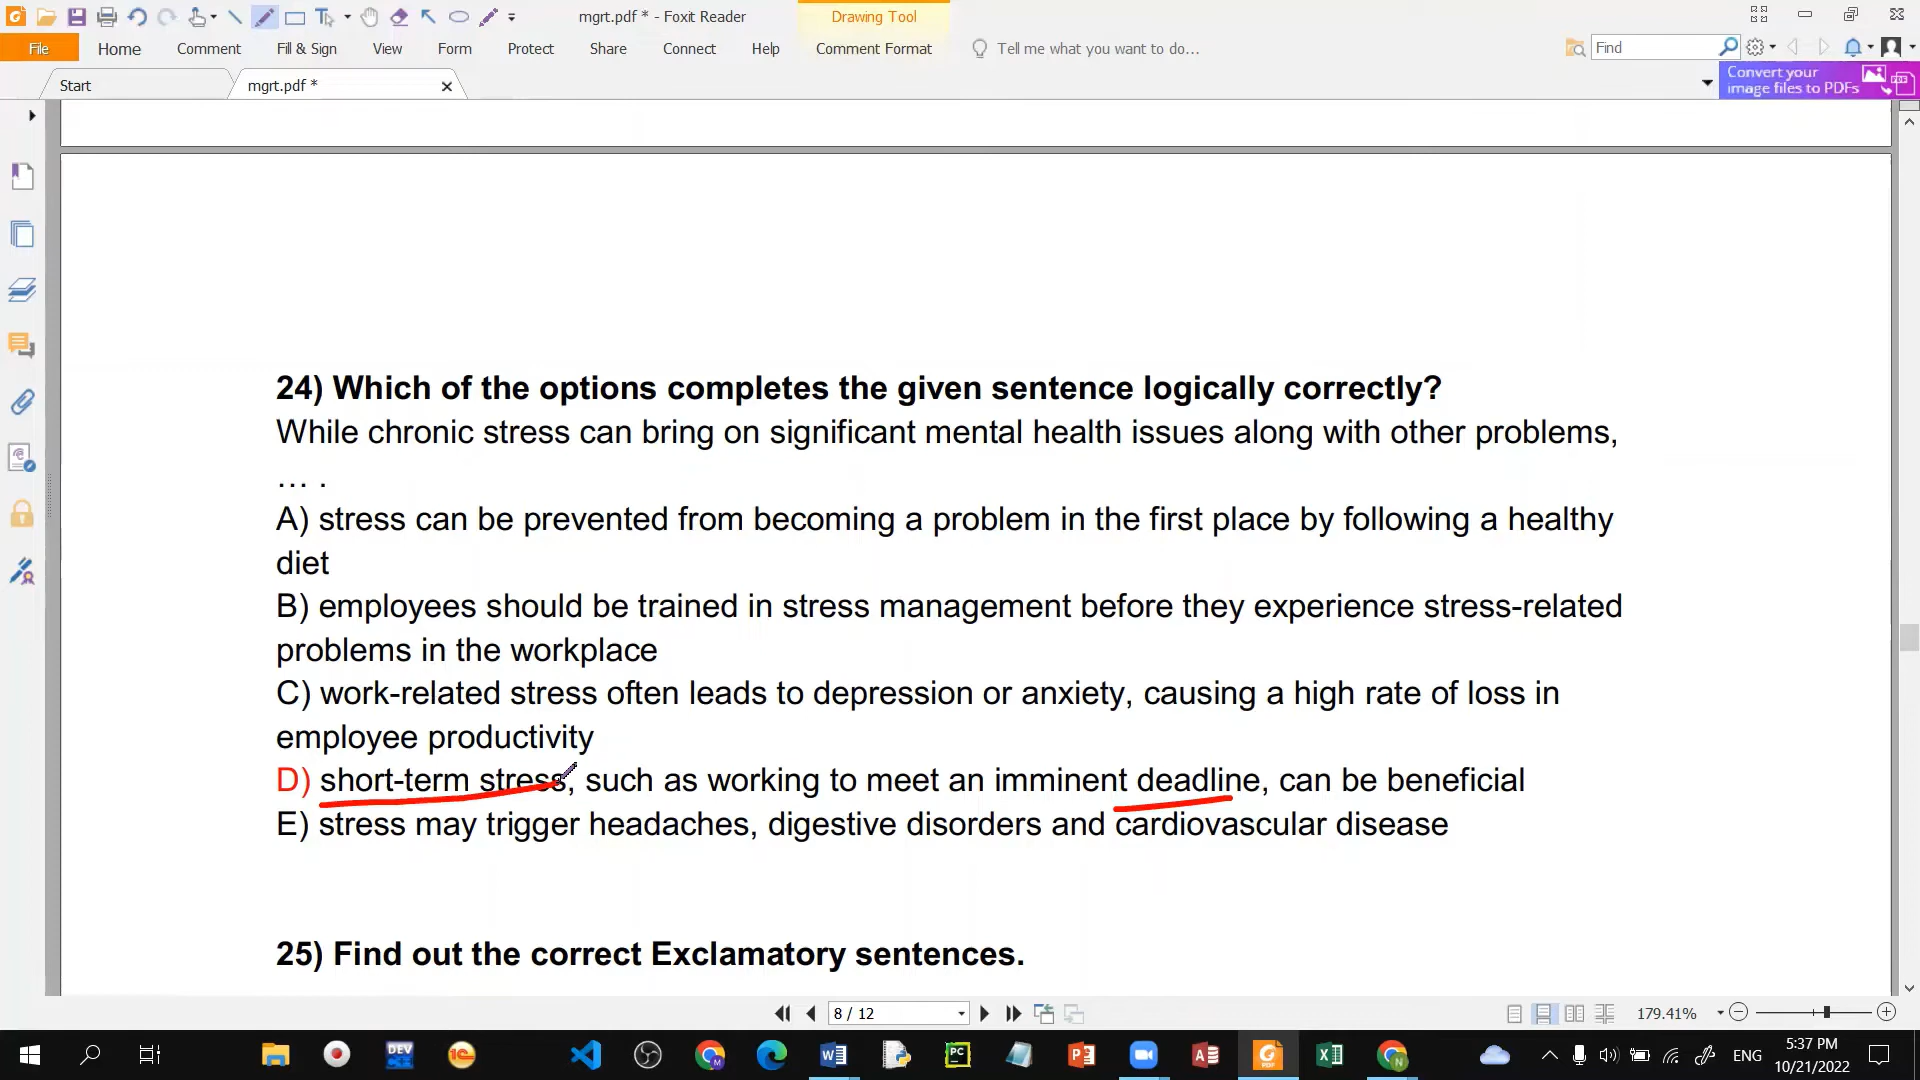 mgrt.pdf * - Foxit Reader
Drawing Tool
File Home Comment Fill & Sign View Form Protect Share Connect Help Comment Format Tell me what you want to do... Find
Start mgrt.pdf * Convert your
image files to PDFs
24) Which of the options completes the given sentence logically correctly?
While chronic stress can bring on significant mental health issues along with other problems,
… .
A) stress can be prevented from becoming a problem in the first place by following a healthy
diet
B) employees should be trained in stress management before they experience stress-related
problems in the workplace
C) work-related stress often leads to depression or anxiety, causing a high rate of loss in
employee productivity
D) short-term stress, such as working to meet an imminent deadline, can be beneficial
E) stress may trigger headaches, digestive disorders and cardiovascular disease
25) Find out the correct Exclamatory sentences.
8 / 12 179.41%
ENG 5:37 PM
10/21/2022